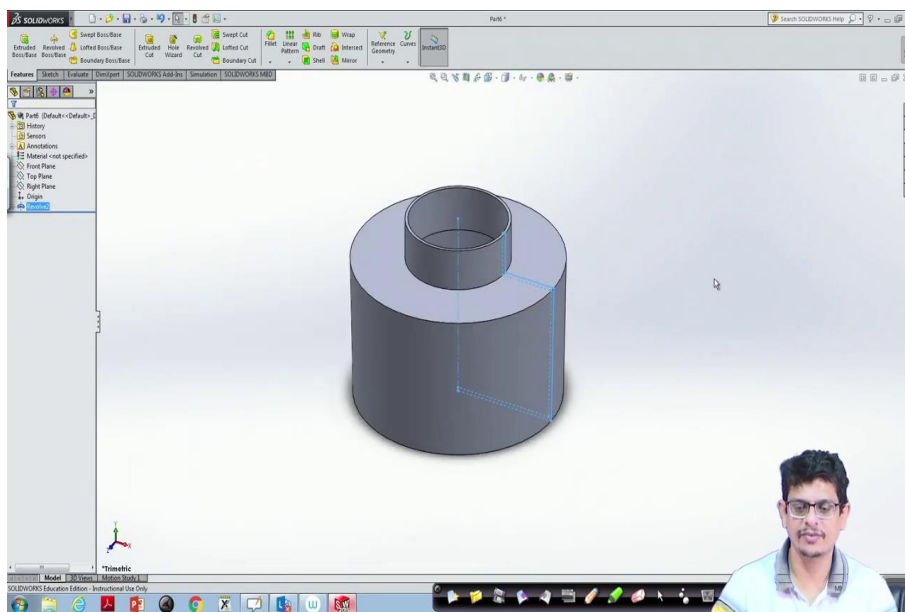 SOLIDWORKS
Part6 *
Search SOLIDWORKS Help
Extruded Boss/Base
Revolved Boss/Base
Swept Boss/Base
Lofted Boss/Base
Boundary Boss/Base
Extruded Cut
Hole Wizard
Revolved Cut
Swept Cut
Lofted Cut
Boundary Cut
Fillet
Linear Pattern
Rib
Draft
Shell
Wrap
Intersect
Mirror
Reference Geometry
Curves
Instant3D
Features Sketch Evaluate DimXpert SOLIDWORKS Add-Ins Simulation SOLIDWORKS MBD
Part6 (Default<<Default>_D
History
Sensors
Annotations
Material <not specified>
Front Plane
Top Plane
Right Plane
Origin
Revolve2
*Trimetric
Model 3D Views Motion Study 1
SOLIDWORKS Education Edition - Instructional Use Only